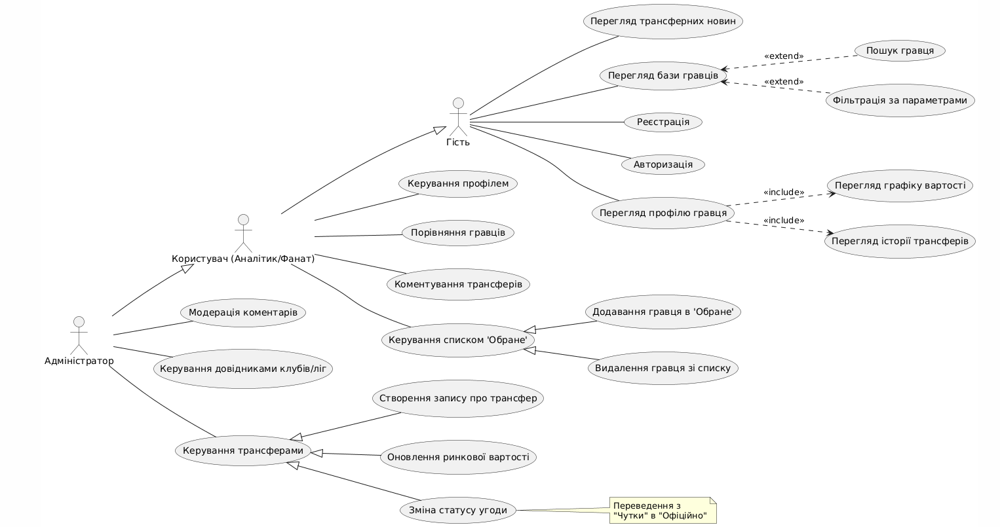 Перегляд трансферних новин
Пошук гравця
«extend»
Перегляд бази гравців
«extend»
Фільтрація за параметрами
Реєстрація
Гість
Авторизація
Керування профілем
Перегляд графіку вартості
«include»
Перегляд профілю гравця
«include»
Перегляд історії трансферів
Порівняння гравців
Користувач (Аналітик/Фанат)
Коментування трансферів
Модерація коментарів
Додавання гравця в 'Обране'
Керування списком 'Обране'
Адміністратор
Керування довідниками клубів/ліг
Видалення гравця зі списку
Створення запису про трансфер
Керування трансферами
Оновлення ринкової вартості
Зміна статусу угоди
Переведення з
"Чутки" в "Офіційно"